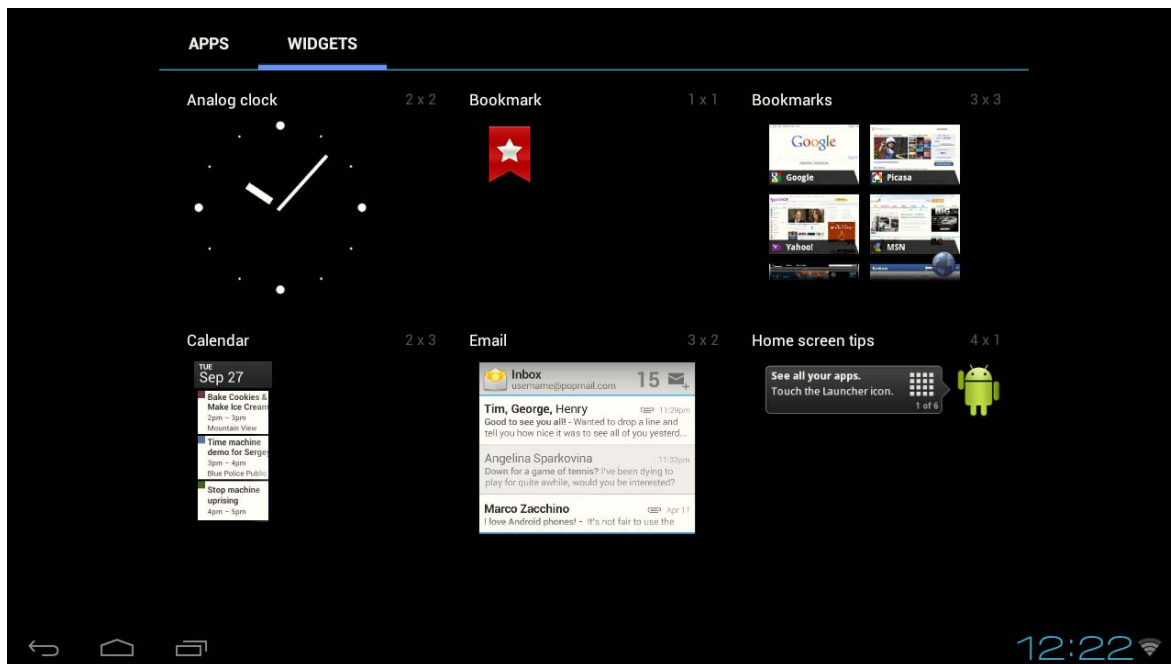 APPS WIDGETS
Analog clock 2 x 2
Bookmark 1 x 1
Bookmarks 3 x 3
Google
Google
Picasa
Yahoo!
MSN
BIG
Calendar 2 x 3
TUE
Sep 27
Bake Cookies &
Make Ice Cream
2pm – 3pm
Mountain View
Time machine
demo for Sergey
3pm – 4pm
Blue Police Public
Stop machine
uprising
4pm – 5pm
Email 3 x 2
Inbox
username@popmail.com
15
Tim, George, Henry 11:29pm
Good to see you all! - Wanted to drop a line and
tell you how nice it was to see all of you yesterd...
Angelina Sparkovina 11:32pm
Down for a game of tennis? I've been dying to
play for quite awhile, would you be interested?
Marco Zacchino Apr 17
I love Android phones! - It's not fair to use the
Home screen tips 4 x 1
See all your apps.
Touch the Launcher icon.
1 of 6
12:22